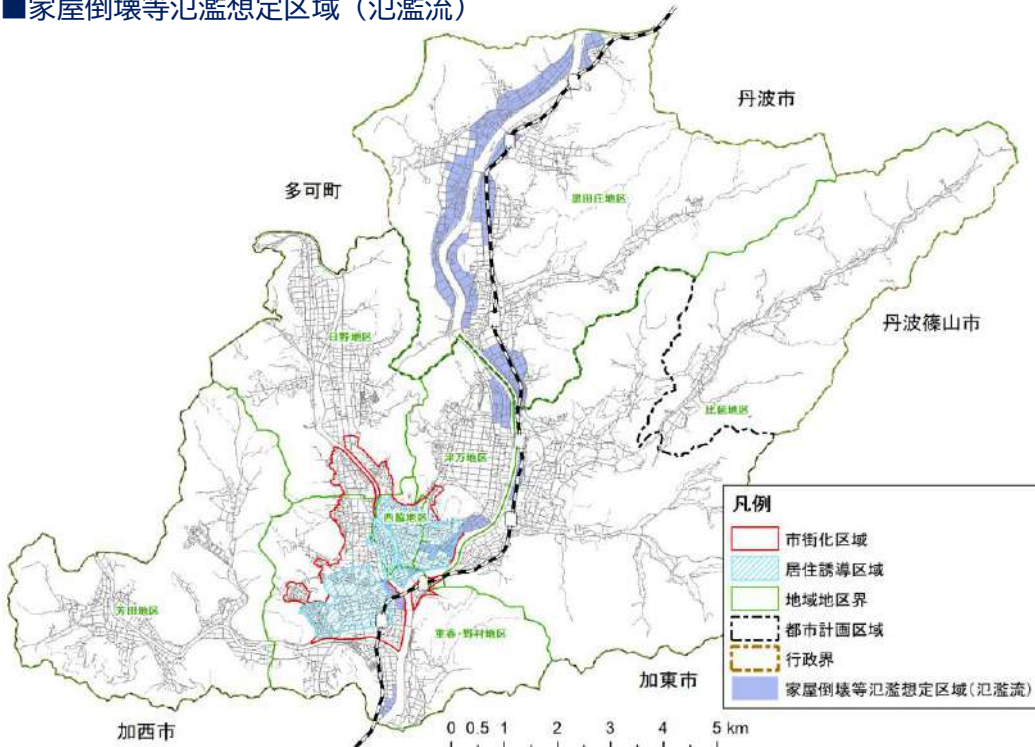 ■家屋倒壊等氾濫想定区域（氾濫流）
丹波市
多可町
黒田庄地区
丹波篠山市
日野地区
比延地区
津万地区
西脇地区
芳田地区
重春・野村地区
加東市
加西市
凡例
市街化区域
居住誘導区域
地域地区界
都市計画区域
行政界
家屋倒壊等氾濫想定区域(氾濫流)
0 0.5 1 2 3 4 5 km